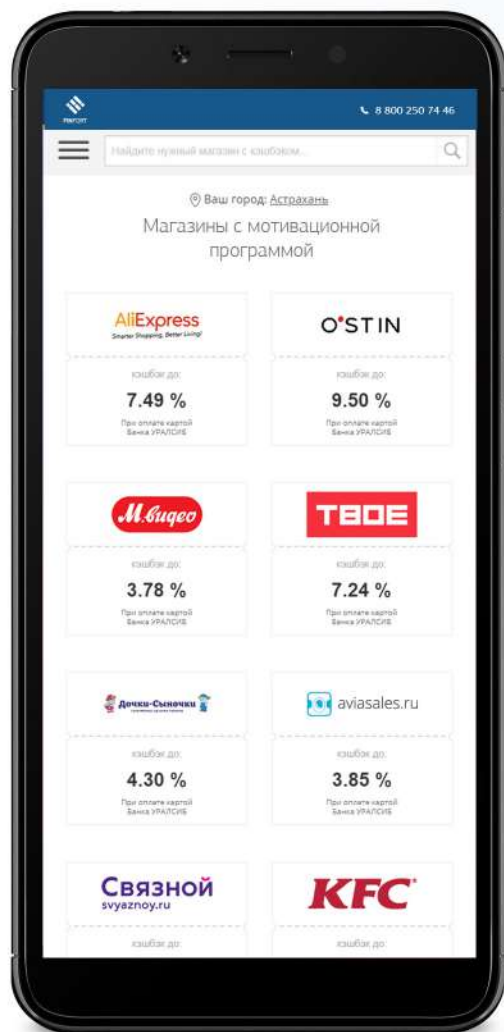 8 800 250 74 46
Найдите нужный магазин с кэшбэком...
Ваш город: Астрахань
Магазины с мотивационной
программой
AliExpress
Smarter Shopping, Better Living!
O'STIN
кэшбэк до:
7.49 %
При оплате картой
Банка УРАЛСИБ
кэшбэк до:
9.50 %
При оплате картой
Банка УРАЛСИБ
М.видео
ТВОЕ
кэшбэк до:
3.78 %
При оплате картой
Банка УРАЛСИБ
кэшбэк до:
7.24 %
При оплате картой
Банка УРАЛСИБ
Дочки-Сыночки
aviasales.ru
кэшбэк до:
4.30 %
При оплате картой
Банка УРАЛСИБ
кэшбэк до:
3.85 %
При оплате картой
Банка УРАЛСИБ
Связной
svyaznoy.ru
KFC
кэшбэк до:
кэшбэк до: